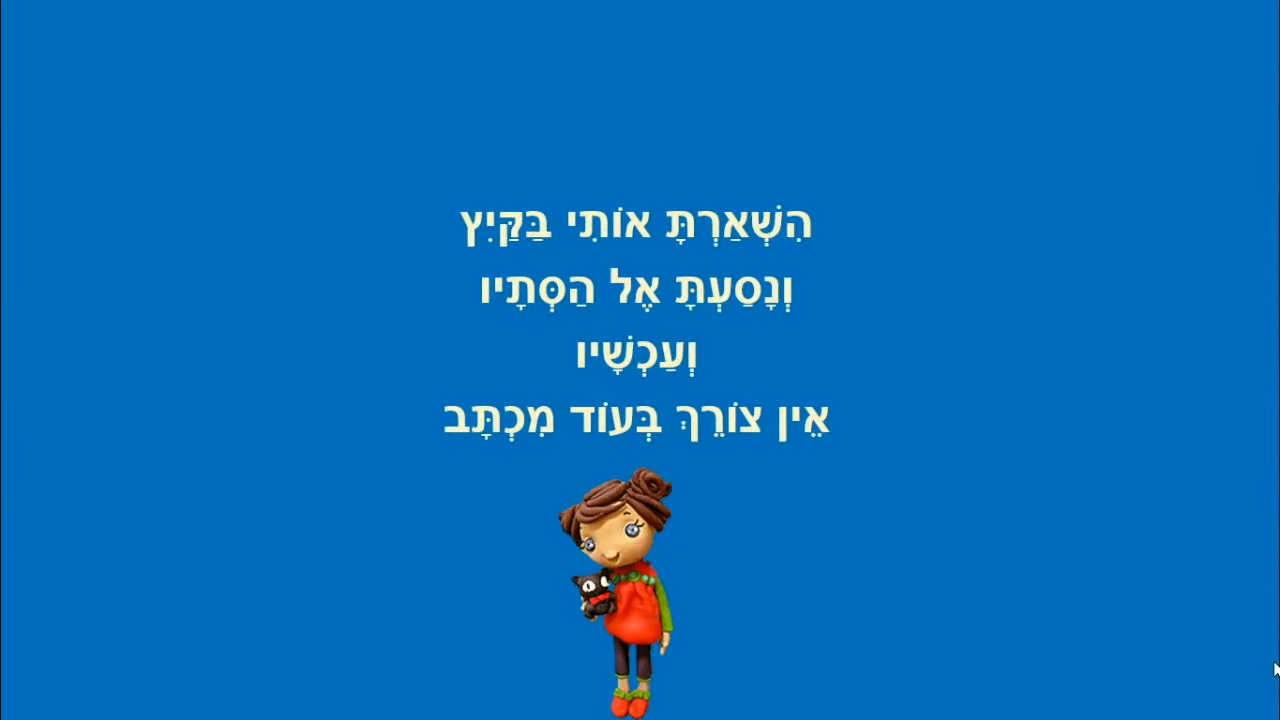 הִשְׁאַרְתָּ אוֹתִי בַּקַּיִץ
וְנָסַעְתָּ אֶל הַסְּתָיו
וְעַכְשָׁיו
אֵין צוֹרֵךְ בְּעוֹד מִכְתָּב